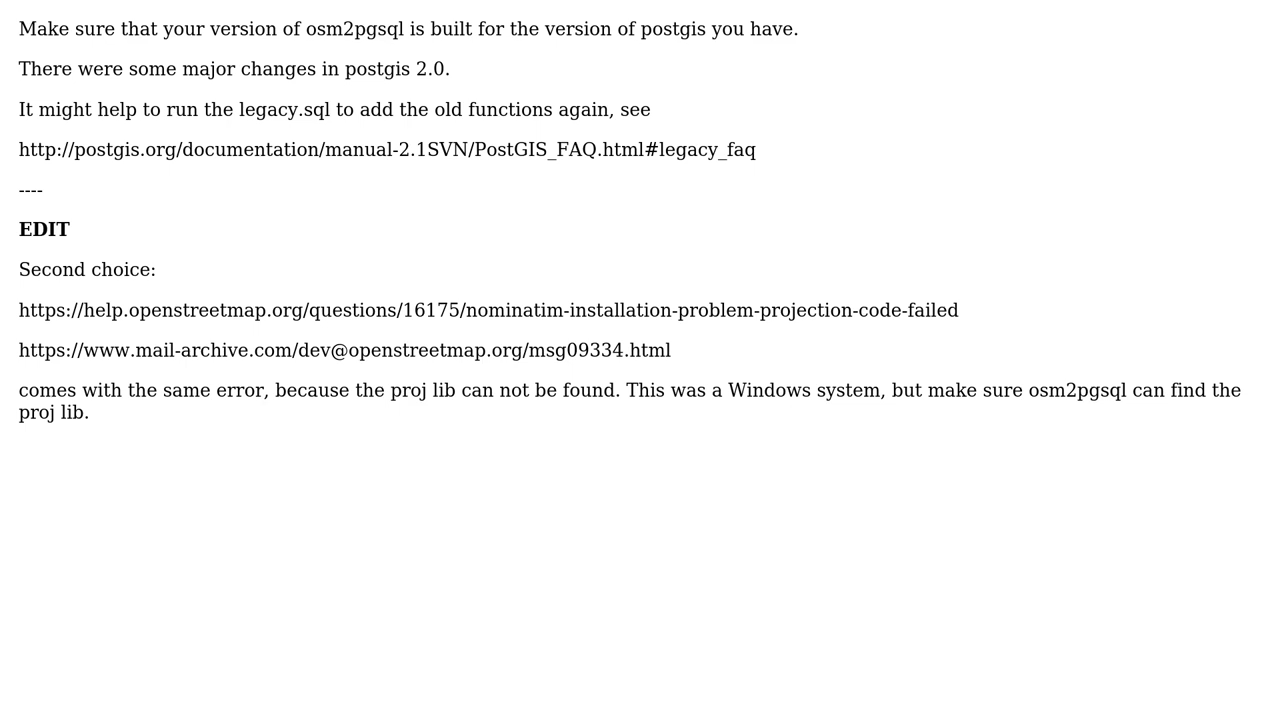 Make sure that your version of osm2pgsql is built for the version of postgis you have.
There were some major changes in postgis 2.0.
It might help to run the legacy.sql to add the old functions again, see
http://postgis.org/documentation/manual-2.1SVN/PostGIS_FAQ.html#legacy_faq
----
EDIT
Second choice:
https://help.openstreetmap.org/questions/16175/nominatim-installation-problem-projection-code-failed
https://www.mail-archive.com/dev@openstreetmap.org/msg09334.html
comes with the same error, because the proj lib can not be found. This was a Windows system, but make sure osm2pgsql can find the
proj lib.